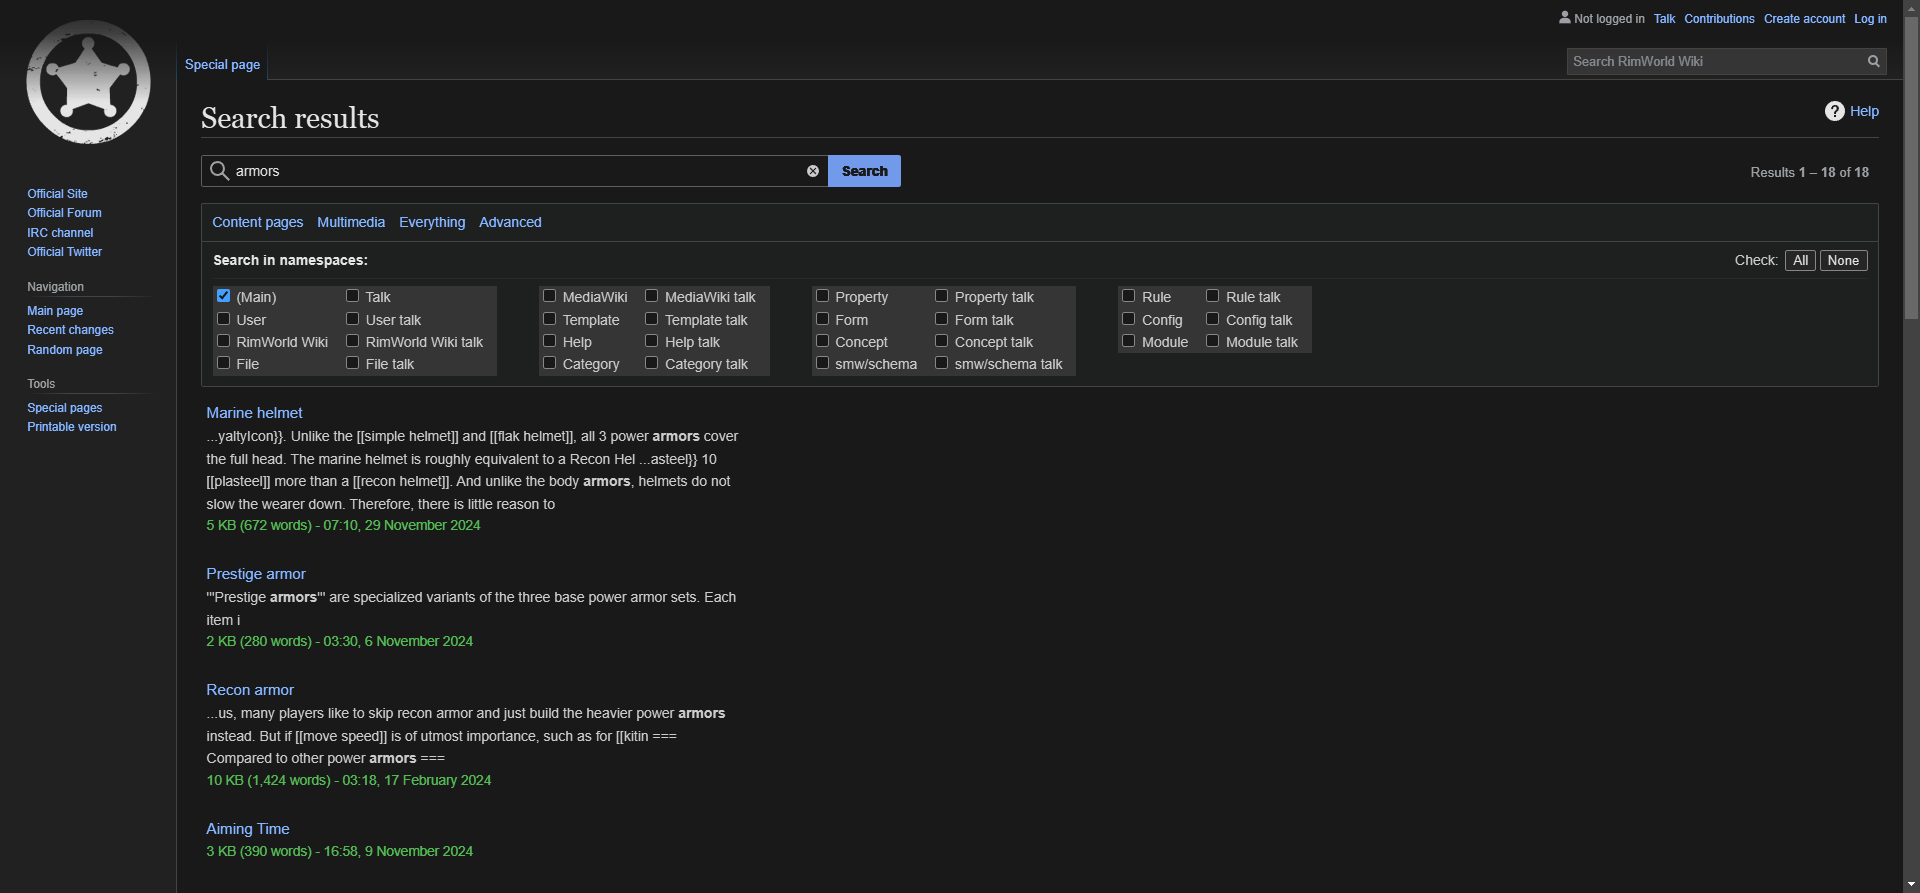 Not logged in Talk Contributions Create account Log in
Special page
Search RimWorld Wiki
Search results
Help
armors
Search
Results 1 – 18 of 18
Official Site
Official Forum
IRC channel
Official Twitter
Navigation
Main page
Recent changes
Random page
Tools
Special pages
Printable version
Content pages Multimedia Everything Advanced
Search in namespaces:
Check: All None
(Main) Talk MediaWiki MediaWiki talk Property Property talk Rule Rule talk
User User talk Template Template talk Form Form talk Config Config talk
RimWorld Wiki RimWorld Wiki talk Help Help talk Concept Concept talk Module Module talk
File File talk Category Category talk smw/schema smw/schema talk
Marine helmet
...yaltyIcon}}. Unlike the [[simple helmet]] and [[flak helmet]], all 3 power armors cover
the full head. The marine helmet is roughly equivalent to a Recon Hel ...asteel}} 10
[[plasteel]] more than a [[recon helmet]]. And unlike the body armors, helmets do not
slow the wearer down. Therefore, there is little reason to
5 KB (672 words) - 07:10, 29 November 2024
Prestige armor
'''Prestige armors''' are specialized variants of the three base power armor sets. Each
item i
2 KB (280 words) - 03:30, 6 November 2024
Recon armor
...us, many players like to skip recon armor and just build the heavier power armors
instead. But if [[move speed]] is of utmost importance, such as for [[kitin ===
Compared to other power armors ===
10 KB (1,424 words) - 03:18, 17 February 2024
Aiming Time
3 KB (390 words) - 16:58, 9 November 2024